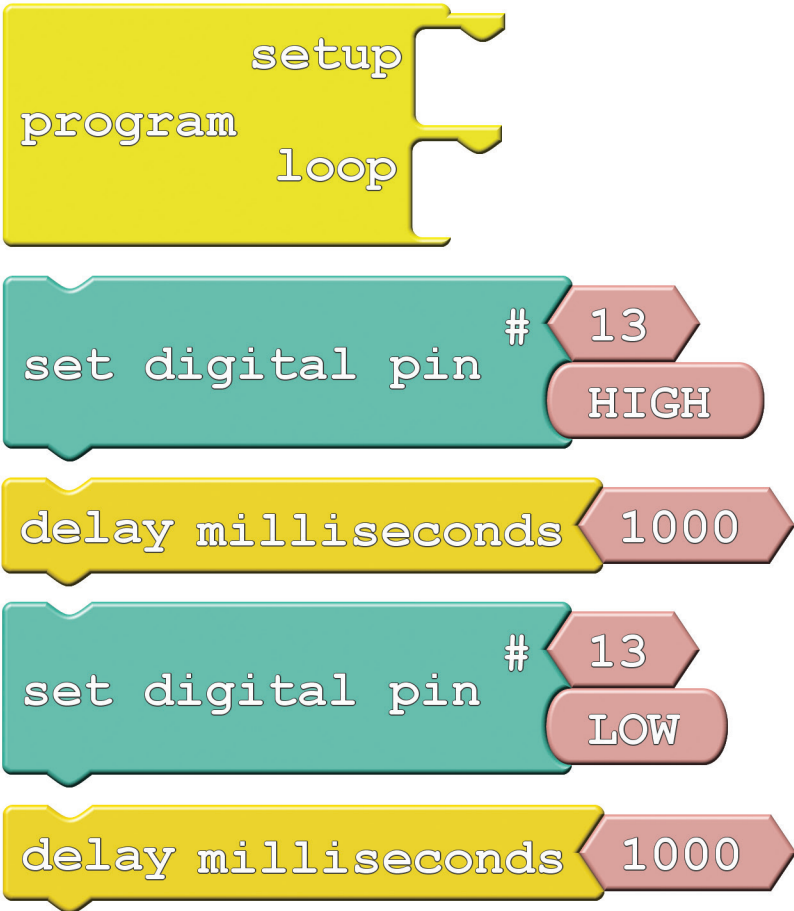 setup
program
loop
# 13
set digital pin
HIGH
delay milliseconds 1000
# 13
set digital pin
LOW
delay milliseconds 1000